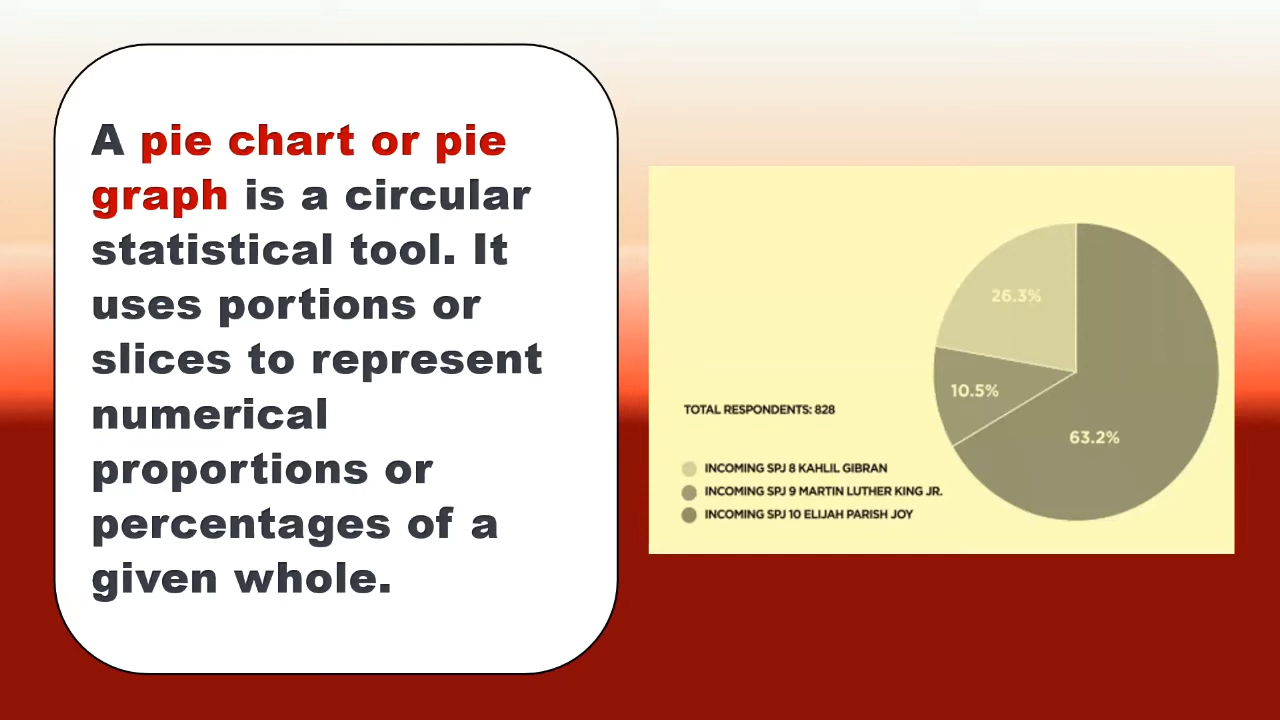 A pie chart or pie
graph is a circular
statistical tool. It
uses portions or
slices to represent
numerical
proportions or
percentages of a
given whole.
26.3%
10.5%
63.2%
TOTAL RESPONDENTS: 828
INCOMING SPJ 8 KAHLIL GIBRAN
INCOMING SPJ 9 MARTIN LUTHER KING JR.
INCOMING SPJ 10 ELIJAH PARISH JOY